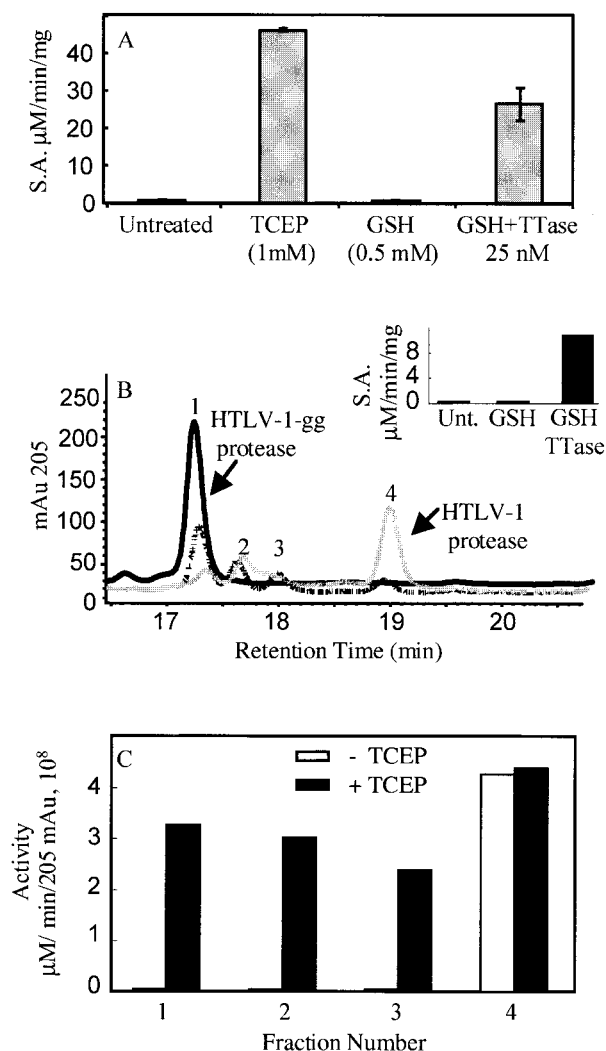 A
S.A. μM/min/mg
40
30
20
10
0
Untreated TCEP GSH GSH+TTase
(1mM) (0.5 mM) 25 nM
B
S.A.
μM/min/mg
8
4
0
Unt. GSH GSH
TTase
mAu 205
250
200
150
100
50
0
1
HTLV-1-gg
protease
2 3
4
HTLV-1
protease
17 18 19 20
Retention Time (min)
C
- TCEP
+ TCEP
Activity
μM/ min/205 mAu, 10⁸
4
3
2
1
0
1 2 3 4
Fraction Number